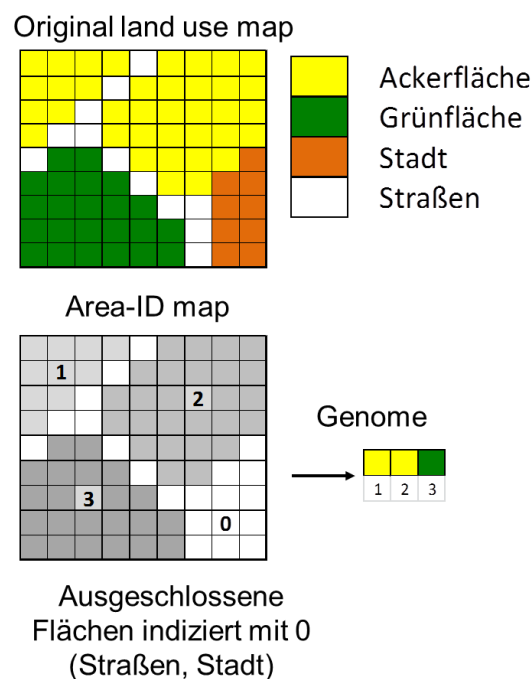 Original land use map
Ackerfläche
Grünfläche
Stadt
Straßen
Area-ID map
1
2
3
0
Genome
1 2 3
Ausgeschlossene
Flächen indiziert mit 0
(Straßen, Stadt)